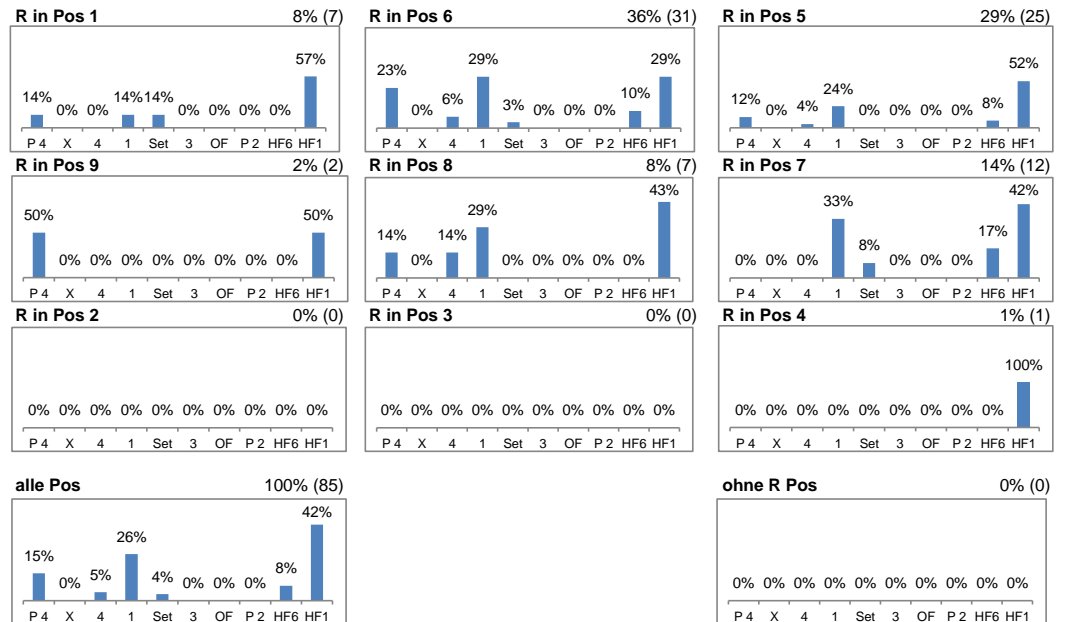 R in Pos 1 8% (7)
14% 0% 0% 14% 14% 0% 0% 0% 0% 57%
P 4 X 4 1 Set 3 OF P 2 HF6 HF1
R in Pos 6 36% (31)
23% 0% 6% 29% 3% 0% 0% 0% 10% 29%
P 4 X 4 1 Set 3 OF P 2 HF6 HF1
R in Pos 5 29% (25)
12% 0% 4% 24% 0% 0% 0% 0% 8% 52%
P 4 X 4 1 Set 3 OF P 2 HF6 HF1
R in Pos 9 2% (2)
50% 0% 0% 0% 0% 0% 0% 0% 0% 50%
P 4 X 4 1 Set 3 OF P 2 HF6 HF1
R in Pos 8 8% (7)
14% 0% 14% 29% 0% 0% 0% 0% 0% 43%
P 4 X 4 1 Set 3 OF P 2 HF6 HF1
R in Pos 7 14% (12)
0% 0% 0% 33% 8% 0% 0% 0% 17% 42%
P 4 X 4 1 Set 3 OF P 2 HF6 HF1
R in Pos 2 0% (0)
0% 0% 0% 0% 0% 0% 0% 0% 0% 0%
P 4 X 4 1 Set 3 OF P 2 HF6 HF1
R in Pos 3 0% (0)
0% 0% 0% 0% 0% 0% 0% 0% 0% 0%
P 4 X 4 1 Set 3 OF P 2 HF6 HF1
R in Pos 4 1% (1)
0% 0% 0% 0% 0% 0% 0% 0% 0% 100%
P 4 X 4 1 Set 3 OF P 2 HF6 HF1
alle Pos 100% (85)
15% 0% 5% 26% 4% 0% 0% 0% 8% 42%
P 4 X 4 1 Set 3 OF P 2 HF6 HF1
ohne R Pos 0% (0)
0% 0% 0% 0% 0% 0% 0% 0% 0% 0%
P 4 X 4 1 Set 3 OF P 2 HF6 HF1